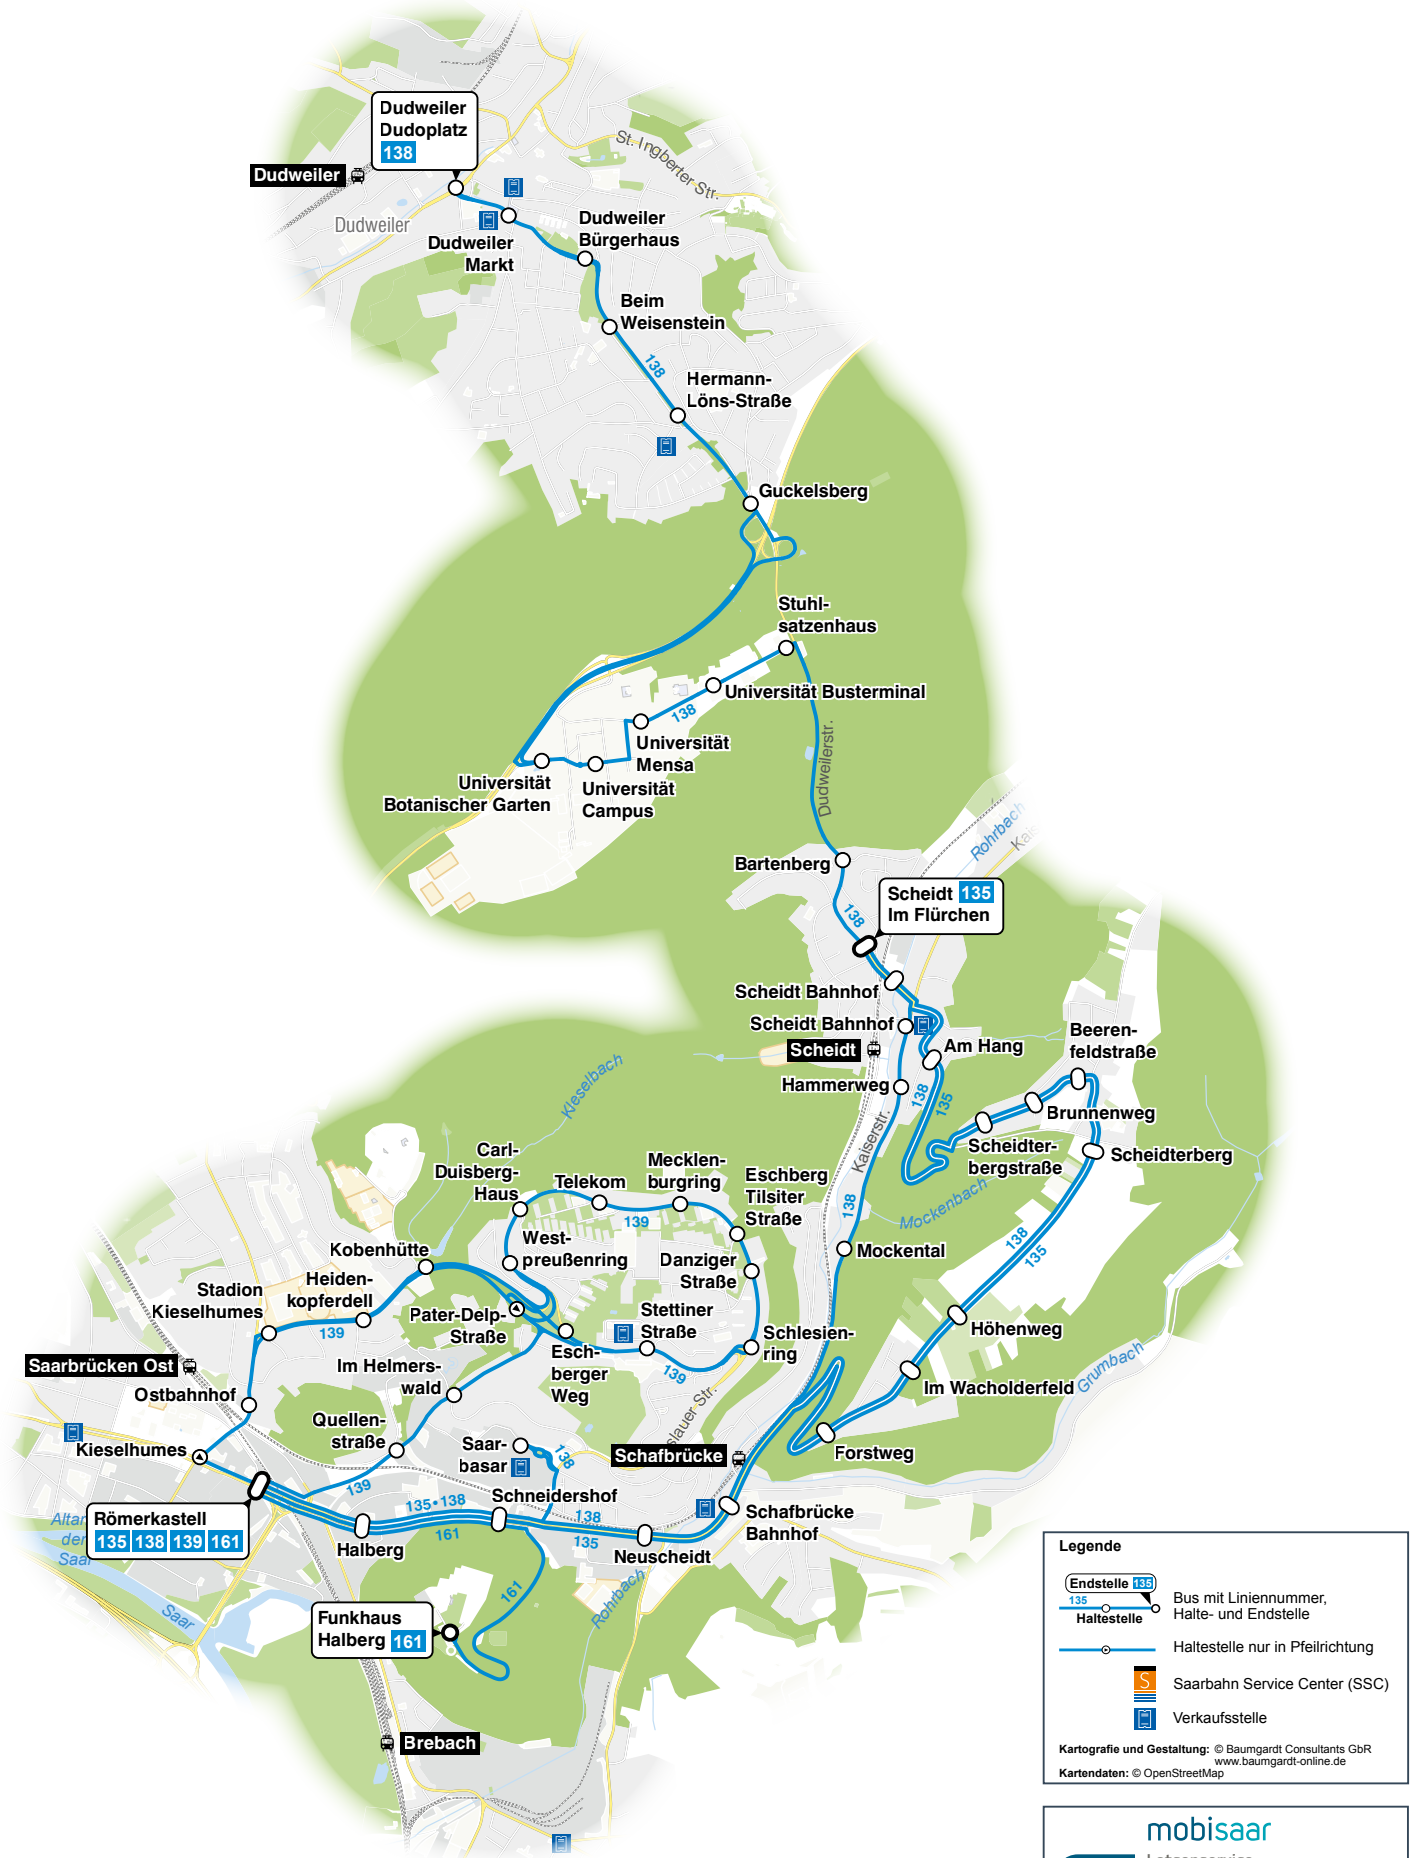 Dudweiler
Dudoplatz
138
Dudweiler
Dudweiler
St. Ingberter Str.
Dudweiler
Markt
Dudweiler
Bürgerhaus
Beim
Weisenstein
138
Hermann-
Löns-Straße
Guckelsberg
Stuhl-
satzenhaus
Universität Busterminal
138
Universität
Mensa
Universität
Campus
Universität
Botanischer Garten
Dudweilerstr.
Rohrbach
Bartenberg
138
Scheidt 135
Im Flürchen
Scheidt Bahnhof
Scheidt Bahnhof
Scheidt
Am Hang
Beeren-
feldstraße
Hammerweg
138
135
Brunnenweg
Scheidter-
bergstraße
Scheidterberg
Kaiserstr.
Mockenbach
138
Kieselbach
Carl-
Duisberg-
Haus
Telekom
Mecklen-
burgring
139
Eschberg
Tilsiter
Straße
Mockental
138
135
West-
preußenring
Danziger
Straße
Kobenhütte
Heiden-
kopferdell
Stadion
Kieselhumes
139
Pater-Delp-
Straße
Stettiner
Straße
Schlesien-
ring
Höhenweg
Grumbach
Saarbrücken Ost
Im Helmers-
wald
Esch-
berger
Weg
139
Im Wacholderfeld
Ostbahnhof
Quellen-
straße
slauer Str.
Kieselhumes
Saar-
basar
138
Schafbrücke
Forstweg
139
Schneidershof
135•138
161
138
135
Schafbrücke
Bahnhof
Römerkastell
135 138 139 161
Altar
der
Saar
Halberg
Neuscheidt
Saar
161
Rohrbach
Funkhaus
Halberg 161
Brebach
Legende
Endstelle 135
135
Haltestelle
Bus mit Liniennummer,
Halte- und Endstelle
Haltestelle nur in Pfeilrichtung
S
Saarbahn Service Center (SSC)
Verkaufsstelle
Kartografie und Gestaltung: © Baumgardt Consultants GbR
www.baumgardt-online.de
Kartendaten: © OpenStreetMap
mobisaar